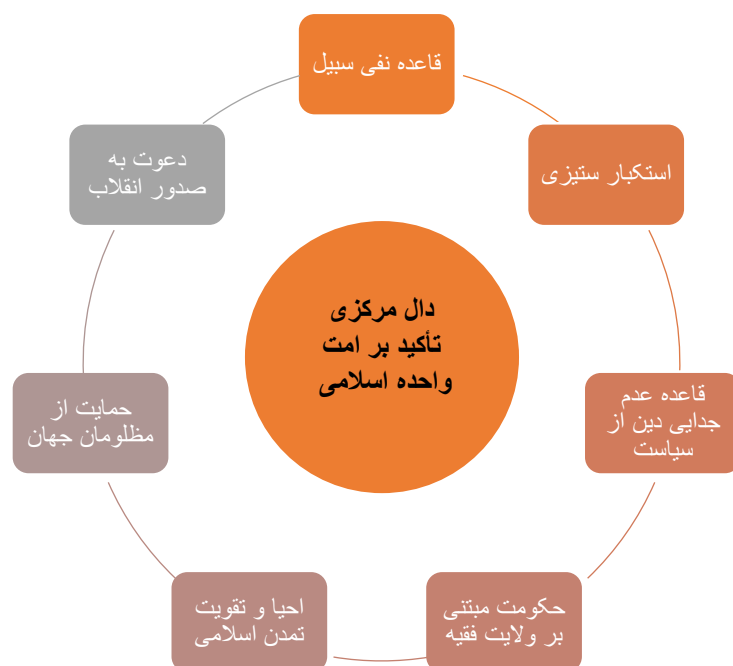 قاعده نفی سبیل
استکبار ستیزی
قاعده عدم
جدایی دین از
سیاست
حکومت مبتنی
بر ولایت فقیه
احیا و تقویت
تمدن اسلامی
حمایت از
مظلومان جهان
دعوت به
صدور انقلاب
دال مرکزی
تأکید بر امت
واحده اسلامی